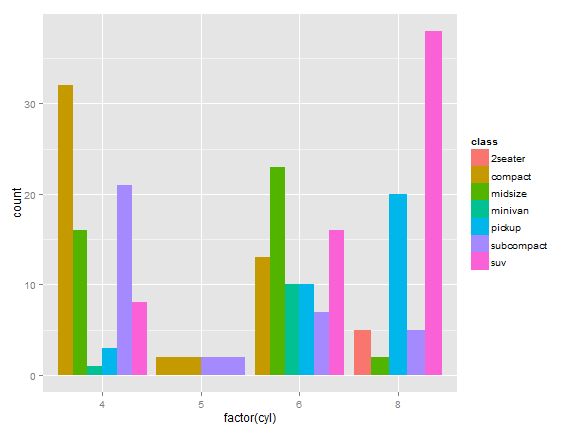 30
20
10
0
count
4 5 6 8
factor(cyl)
class
2seater
compact
midsize
minivan
pickup
subcompact
suv